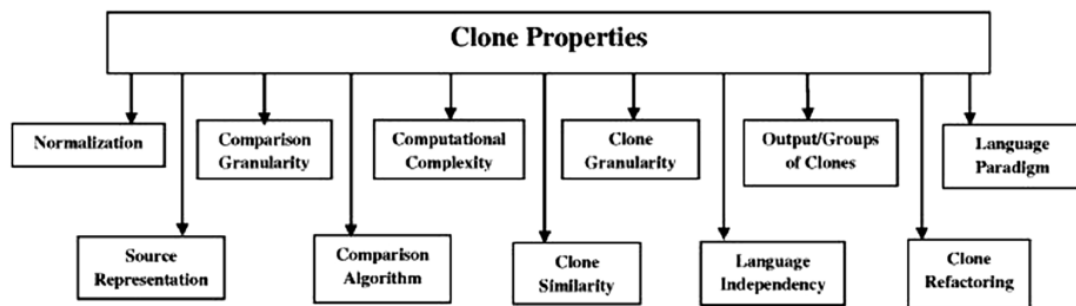 Clone Properties
Normalization
Comparison
Granularity
Computational
Complexity
Clone
Granularity
Output/Groups
of Clones
Language
Paradigm
Source
Representation
Comparison
Algorithm
Clone
Similarity
Language
Independency
Clone
Refactoring